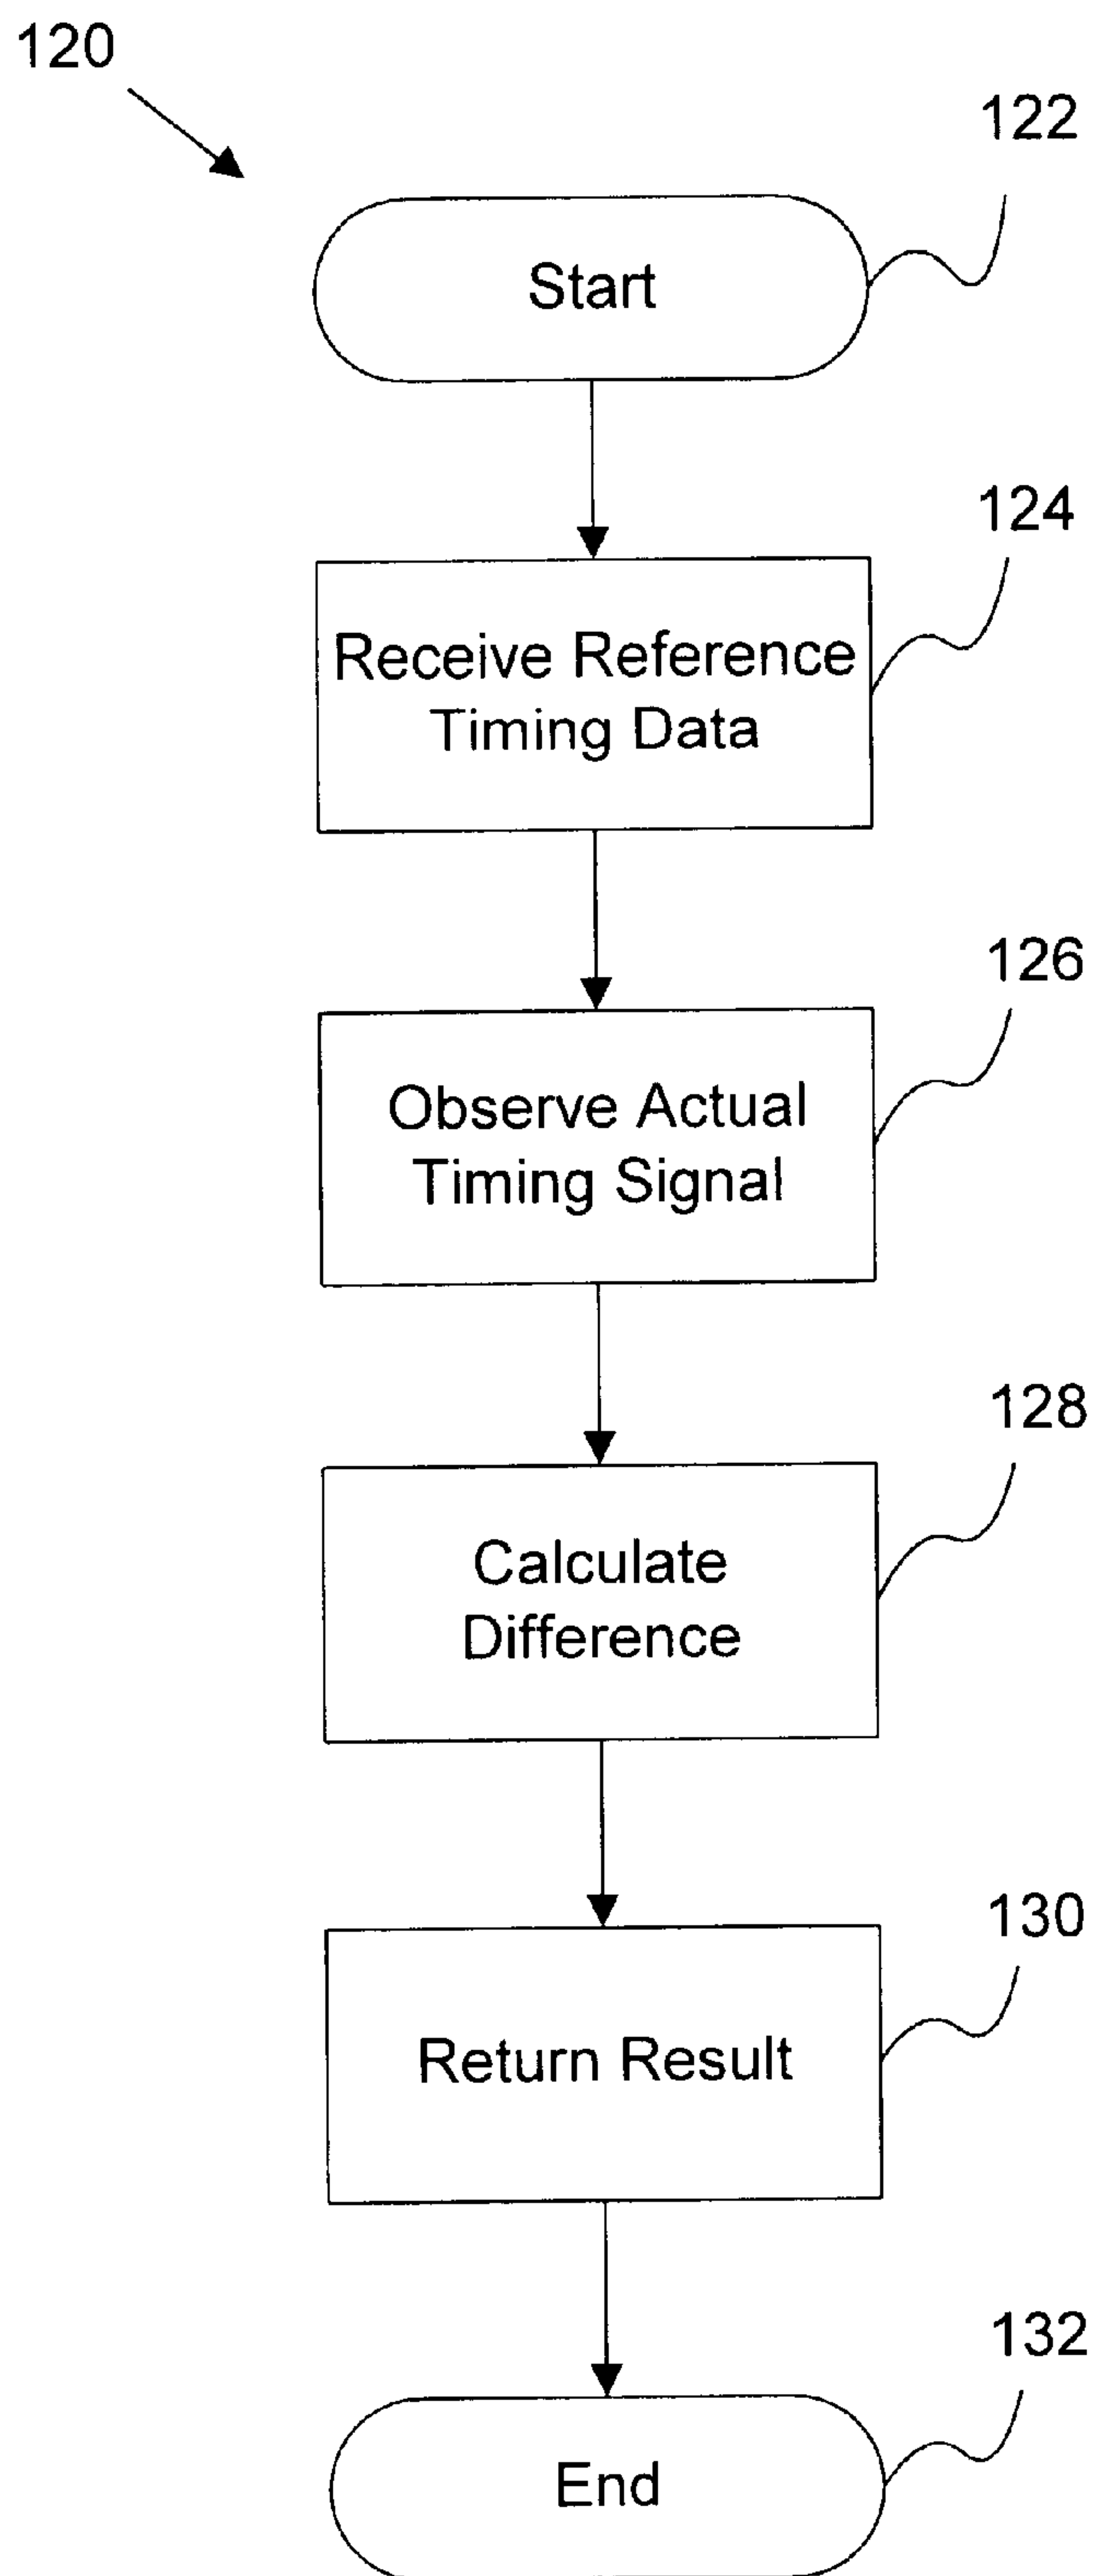 120
122
Start
124
Receive Reference
Timing Data
126
Observe Actual
Timing Signal
128
Calculate
Difference
130
Return Result
132
End